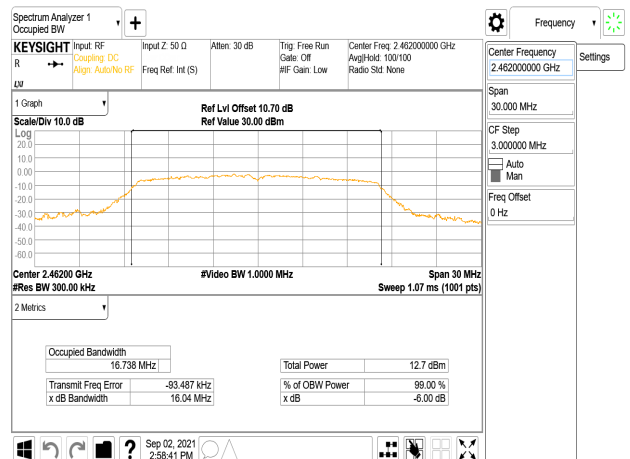 Spectrum Analyzer 1
Occupied BW
Frequency
KEYSIGHT
R
Input: RF
Coupling: DC
Align: Auto/No RF
Input Z: 50 Ω
Freq Ref: Int (S)
Atten: 30 dB
Trig: Free Run
Gate: Off
#IF Gain: Low
Center Freq: 2.462000000 GHz
Avg|Hold: 100/100
Radio Std: None
LXI
Center Frequency
2.462000000 GHz
Settings
Span
30.000 MHz
CF Step
3.000000 MHz
Auto
Man
Freq Offset
0 Hz
1 Graph
Scale/Div 10.0 dB
Ref Lvl Offset 10.70 dB
Ref Value 30.00 dBm
Log
20.0
10.0
0.00
-10.0
-20.0
-30.0
-40.0
-50.0
-60.0
Center 2.46200 GHz
#Video BW 1.0000 MHz
Span 30 MHz
#Res BW 300.00 kHz
Sweep 1.07 ms (1001 pts)
2 Metrics
Occupied Bandwidth
16.738 MHz
Total Power 12.7 dBm
Transmit Freq Error -93.487 kHz
% of OBW Power 99.00 %
x dB Bandwidth 16.04 MHz
x dB -6.00 dB
?
Sep 02, 2021
2:58:41 PM